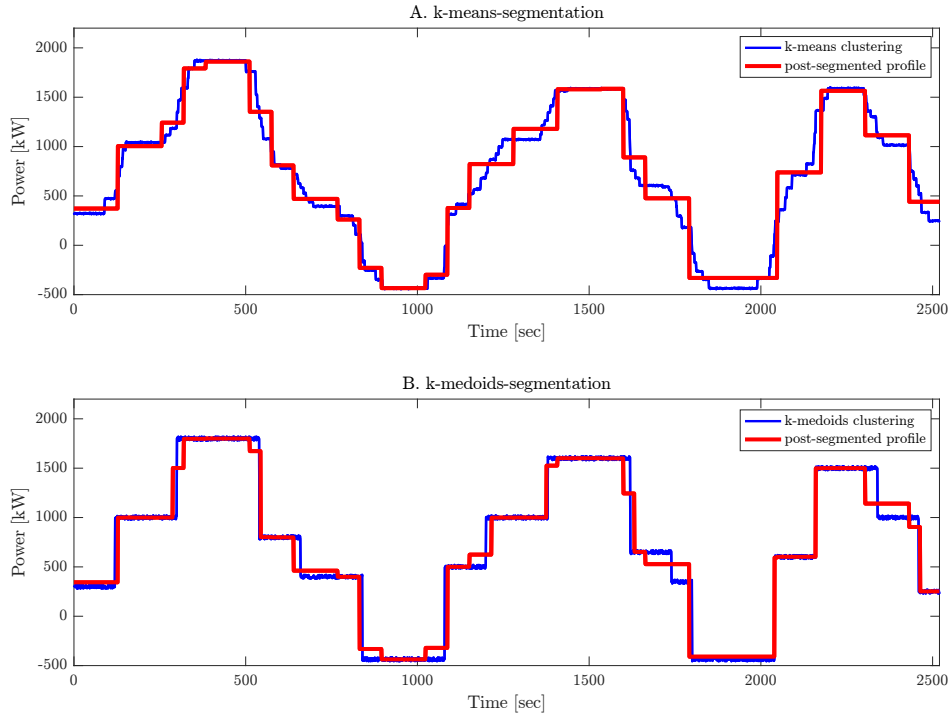 A. k-means-segmentation
k-means clustering
post-segmented profile
Power [kW]
2000
1500
1000
500
0
-500
0
500
1000
1500
2000
2500
Time [sec]
B. k-medoids-segmentation
k-medoids clustering
post-segmented profile
Power [kW]
2000
1500
1000
500
0
-500
0
500
1000
1500
2000
2500
Time [sec]